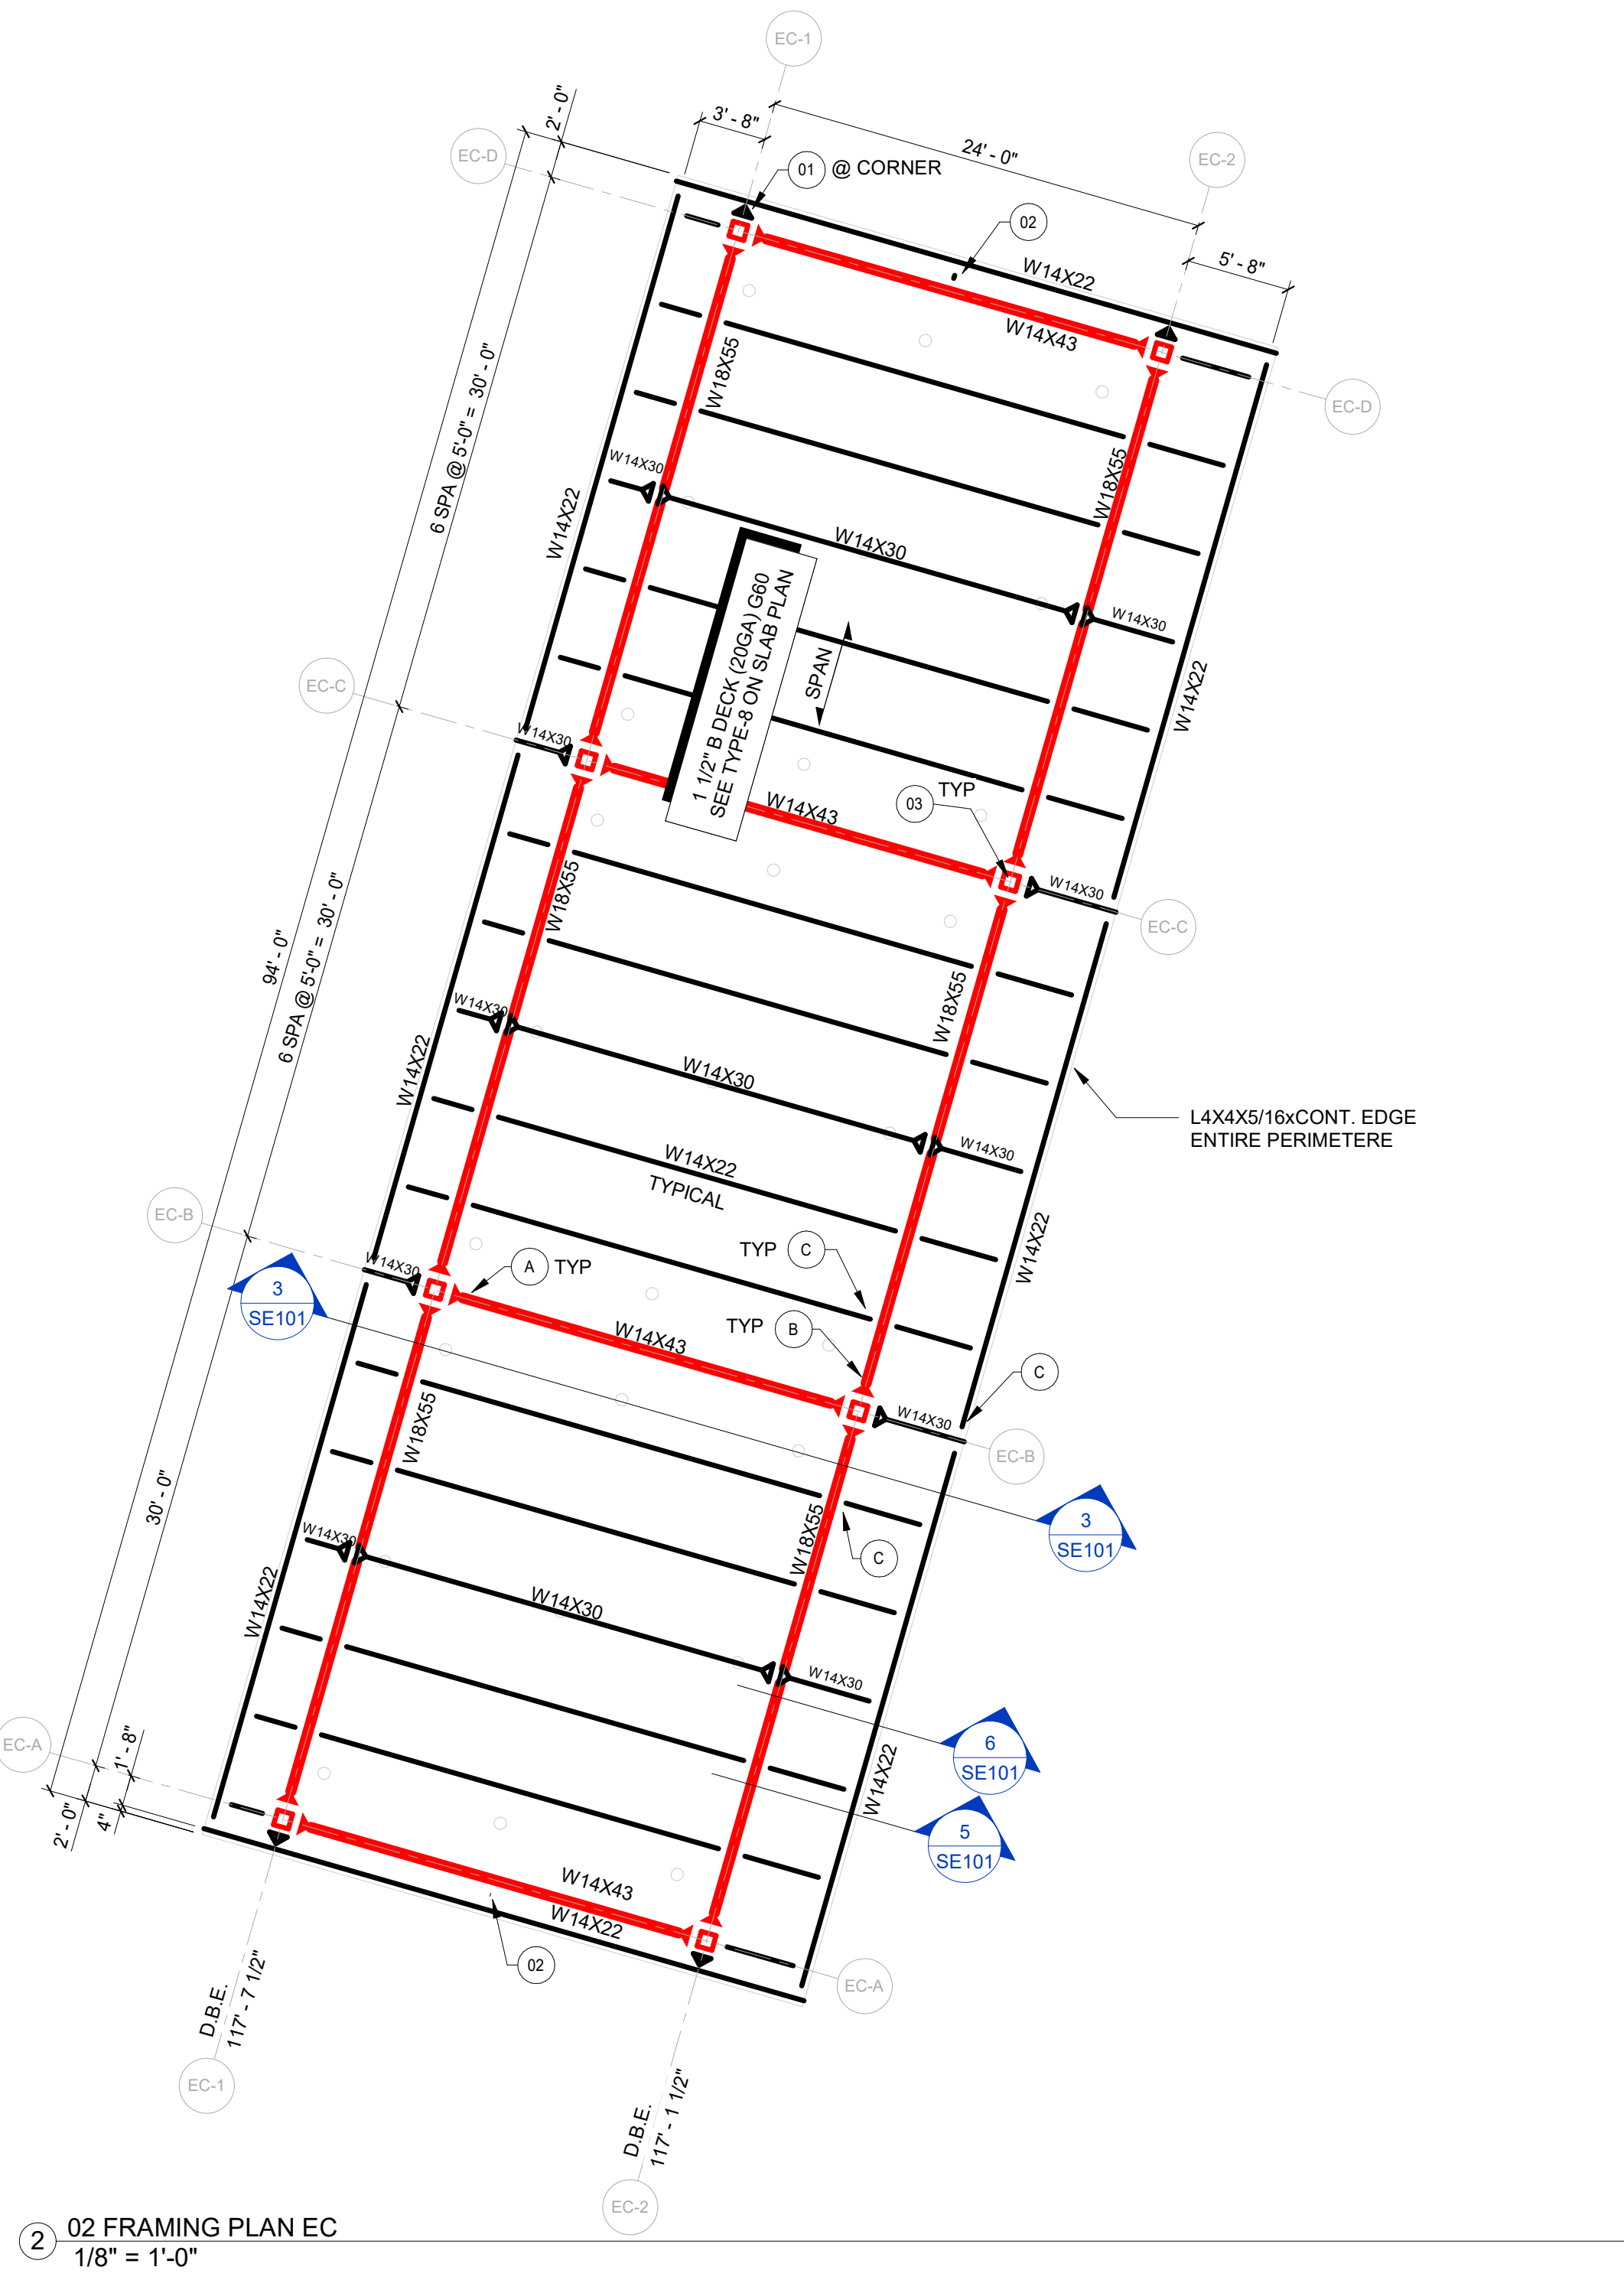 EC-1
2' - 0"
3' - 8"
24' - 0"
EC-D
01 @ CORNER
EC-2
02
5' - 8"
W14X22
W14X43
W18X55
EC-D
6 SPA @ 5'-0" = 30' - 0"
W14X30
W18X55
W14X22
W14X30
1 1/2" B DECK (20GA) G60
SEE TYPE-8 ON SLAB PLAN
SPAN
W14X30
EC-C
W14X22
W14X30
W14X43
03
TYP
W14X30
EC-C
94' - 0"
6 SPA @ 5'-0" = 30' - 0"
W18X55
W18X55
W14X30
W14X22
W14X30
L4X4X5/16xCONT. EDGE
ENTIRE PERIMETERE
W14X30
W14X22
TYPICAL
EC-B
W14X22
TYP C
A TYP
W14X30
3
SE101
TYP B
W14X43
C
W14X30
EC-B
W18X55
30' - 0"
3
SE101
W18X55
W14X30
C
W14X22
W14X30
W14X30
6
SE101
EC-A
1' - 8"
W14X22
2' - 0"
4"
5
SE101
W14X43
W14X22
02
EC-A
D.B.E.
117' - 7 1/2"
EC-1
D.B.E.
117' - 1 1/2"
EC-2
2
02 FRAMING PLAN EC
1/8" = 1'-0"